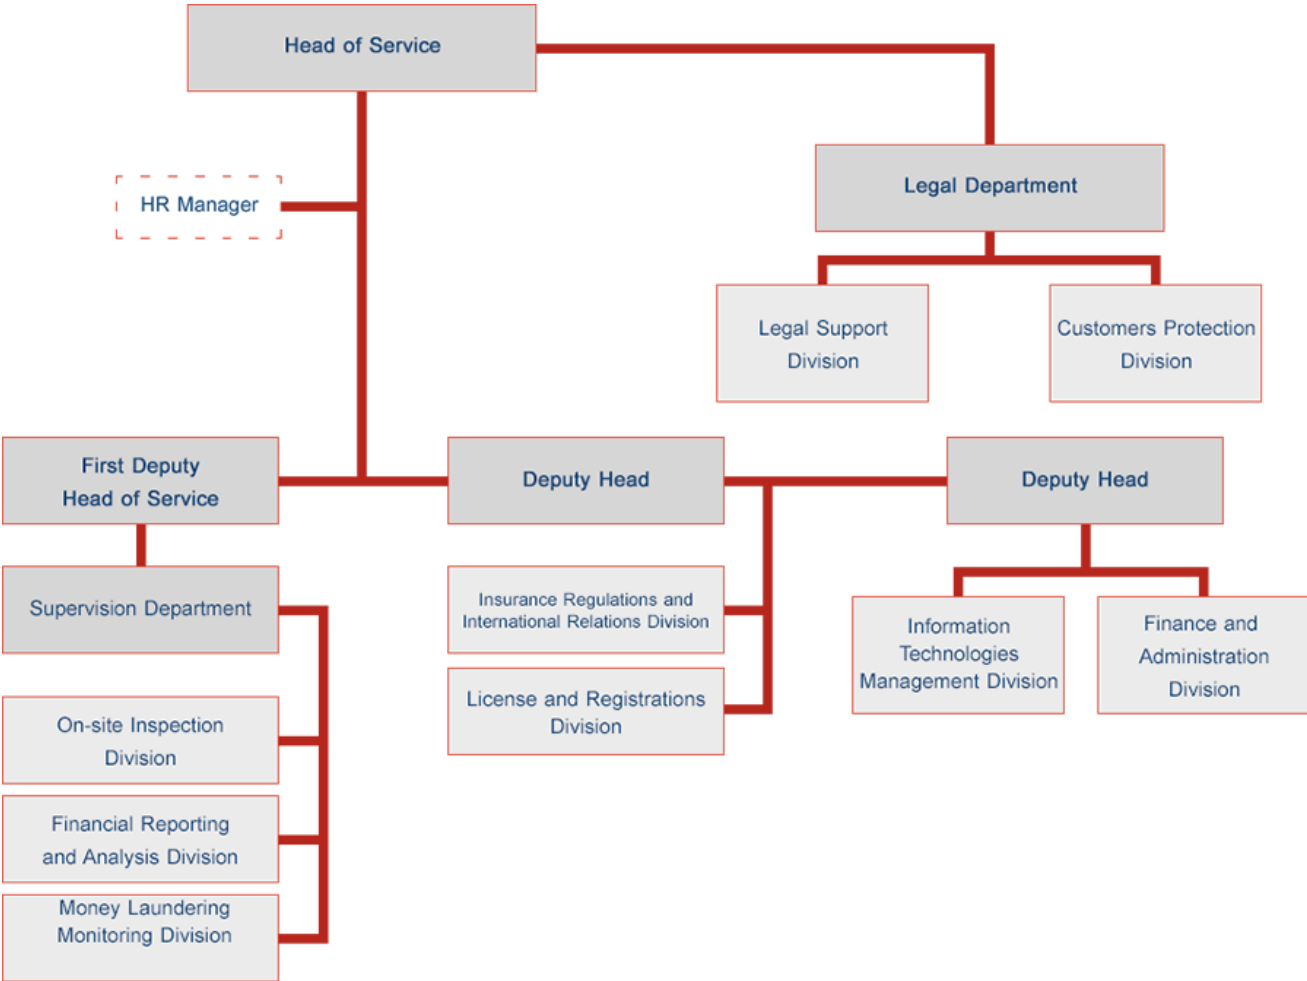 Head of Service
HR Manager
Legal Department
Legal Support
Division
Customers Protection
Division
First Deputy
Head of Service
Deputy Head
Deputy Head
Supervision Department
Insurance Regulations and
International Relations Division
License and Registrations
Division
Information
Technologies
Management Division
Finance and
Administration
Division
On-site Inspection
Division
Financial Reporting
and Analysis Division
Money Laundering
Monitoring Division